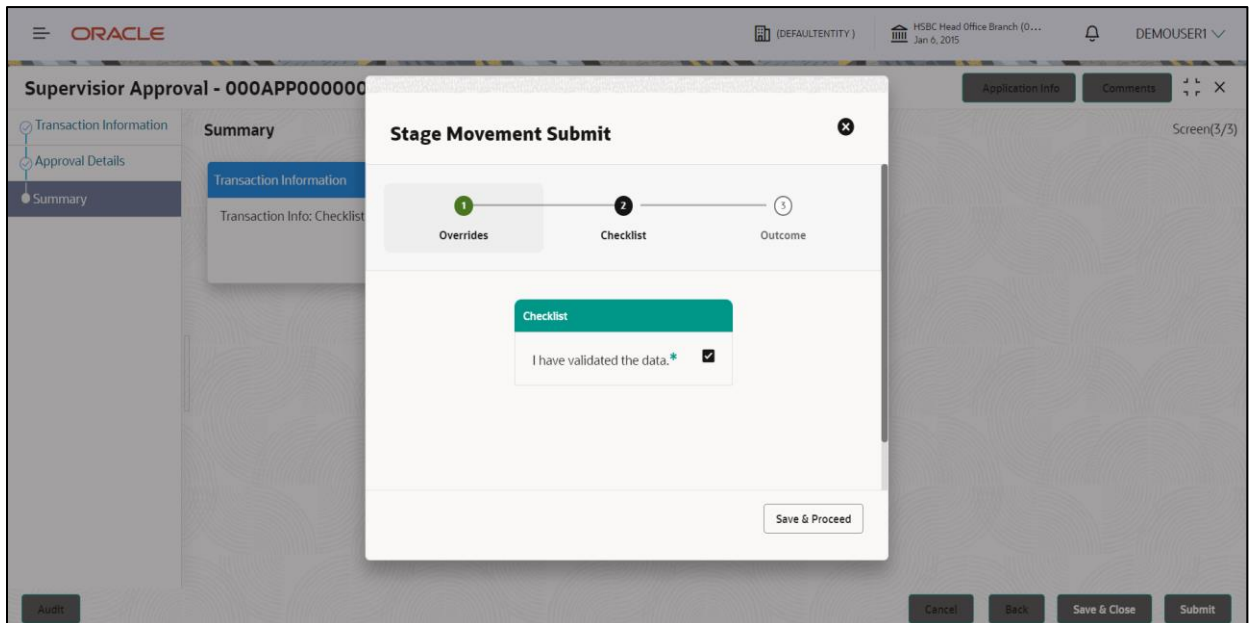 ORACLE
(DEFAULTENTITY)
HSBC Head Office Branch (0...
Jan 6, 2015
DEMOUSER1
Supervisior Approval - 000APP000000
Application Info
Comments
Transaction Information
Approval Details
Summary
Summary
Screen(3/3)
Transaction Information
Transaction Info: Checklist
Stage Movement Submit
1
2
3
Overrides
Checklist
Outcome
Checklist
I have validated the data.*
Save & Proceed
Audit
Cancel
Back
Save & Close
Submit